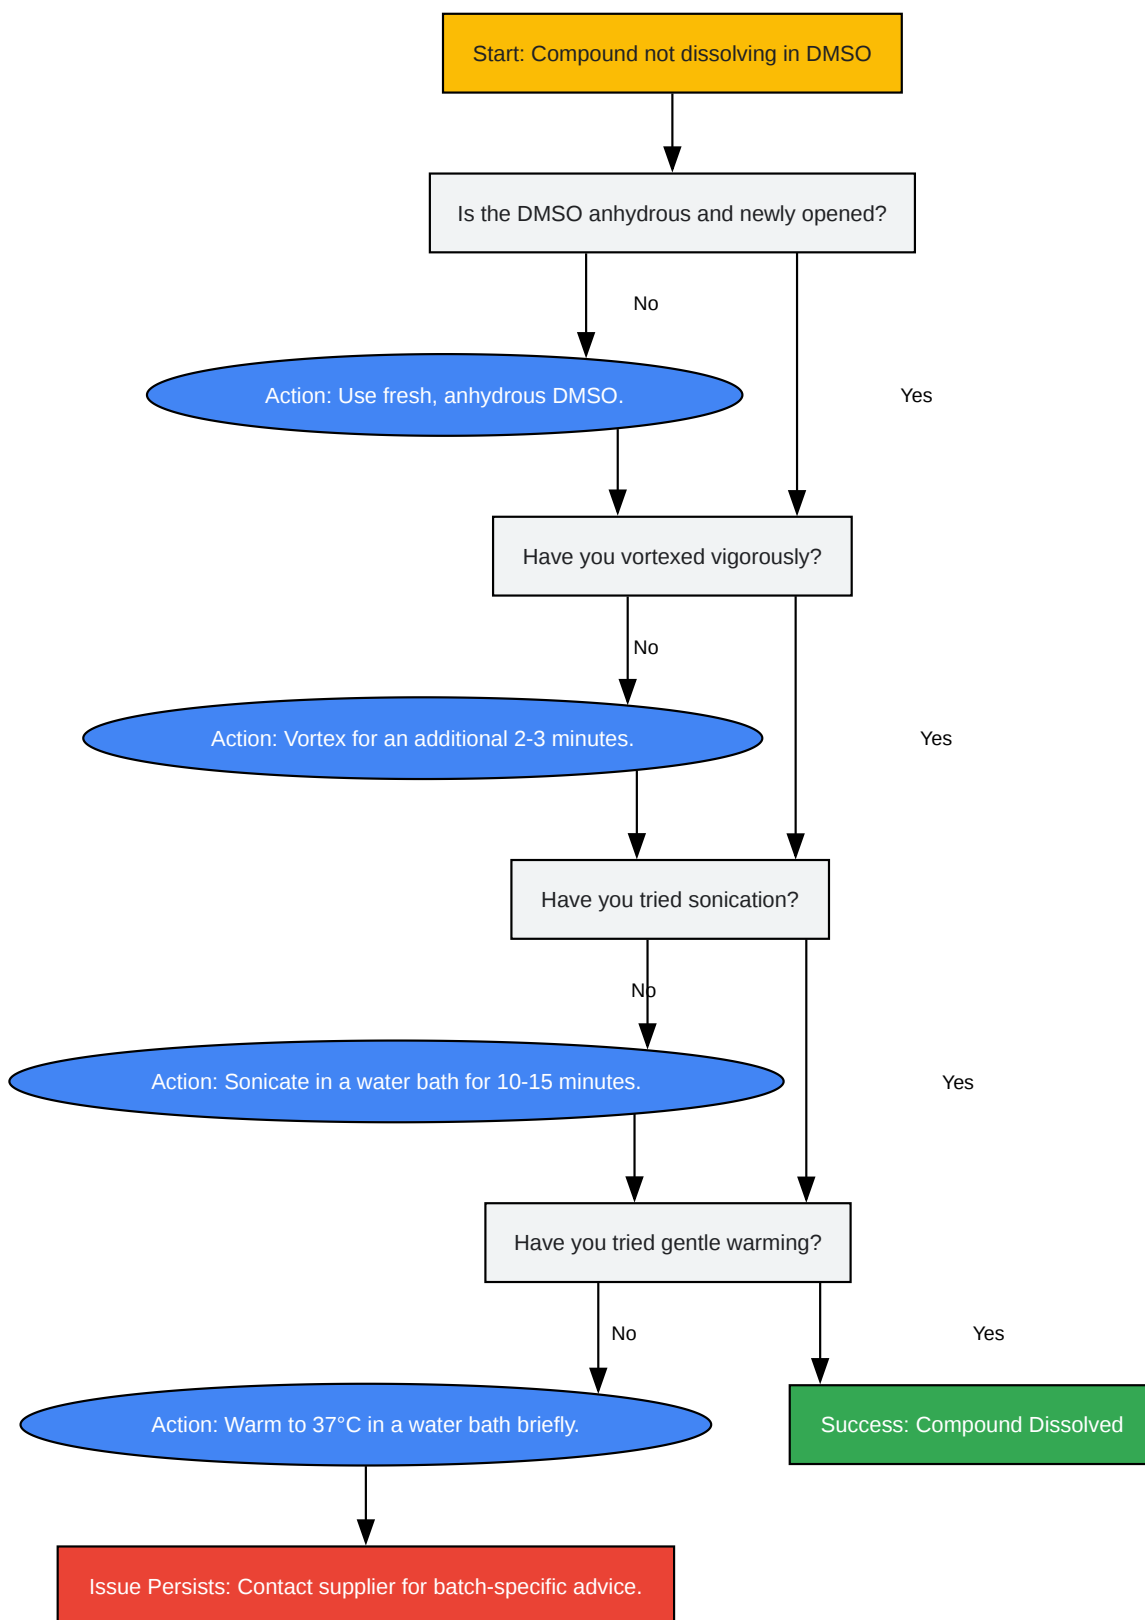 Start: Compound not dissolving in DMSO
Is the DMSO anhydrous and newly opened?
No
Action: Use fresh, anhydrous DMSO.
Yes
Have you vortexed vigorously?
No
Action: Vortex for an additional 2-3 minutes.
Yes
Have you tried sonication?
No
Action: Sonicate in a water bath for 10-15 minutes.
Yes
Have you tried gentle warming?
No
Yes
Action: Warm to 37°C in a water bath briefly.
Success: Compound Dissolved
Issue Persists: Contact supplier for batch-specific advice.